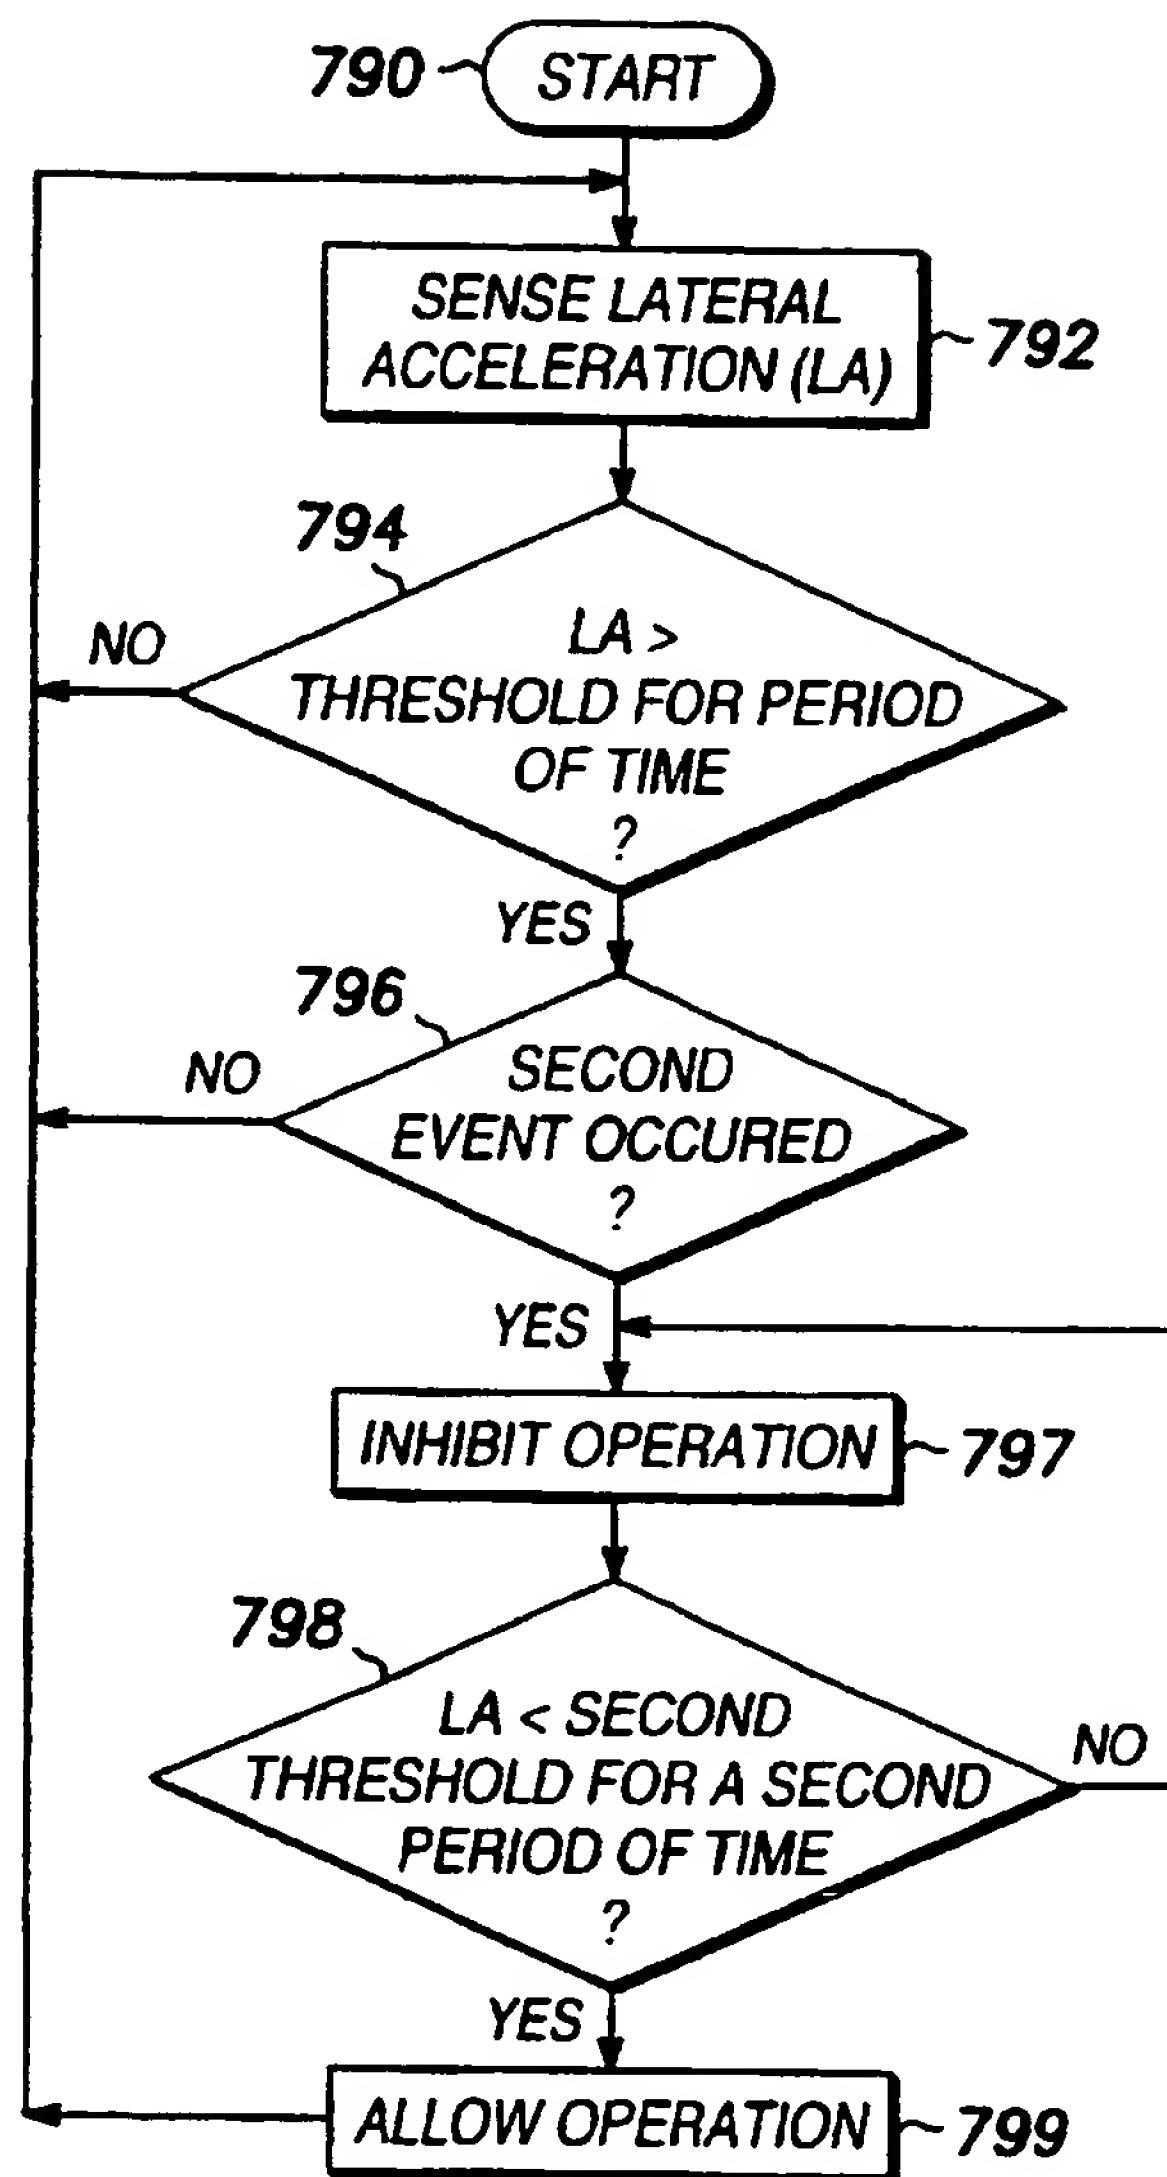 790
START
SENSE LATERAL
ACCELERATION (LA)
792
794
NO
LA >
THRESHOLD FOR PERIOD
OF TIME
?
YES
796
NO
SECOND
EVENT OCCURED
?
YES
INHIBIT OPERATION
797
798
LA < SECOND
THRESHOLD FOR A SECOND
PERIOD OF TIME
?
NO
YES
ALLOW OPERATION
799